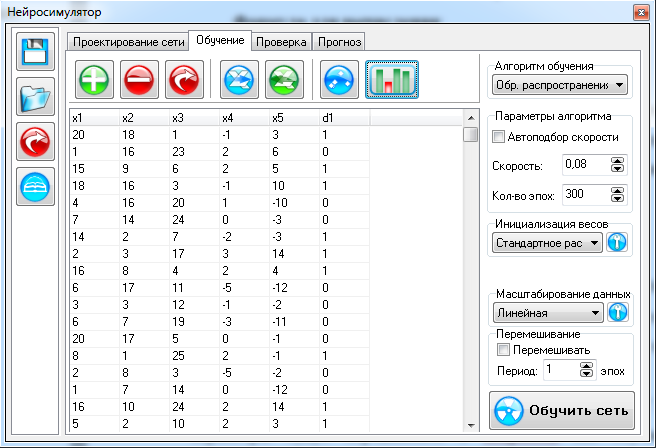 Нейросимулятор
Проектирование сети Обучение Проверка Прогноз
x1 x2 x3 x4 x5 d1
20 18 1 -1 3 1
1 16 23 2 6 0
15 9 6 2 5 1
18 16 3 -1 10 1
4 16 20 1 -10 0
7 14 24 0 -3 0
14 2 7 -2 -3 1
2 3 17 3 14 1
16 8 4 2 4 1
6 17 11 -5 -12 0
3 3 12 -1 -2 0
6 7 19 -3 -11 0
20 17 5 0 -1 0
8 1 25 2 -1 1
2 8 3 -5 -2 0
1 7 14 0 -12 0
16 10 24 2 14 1
5 2 10 2 3 1
Алгоритм обучения
Обр. распространения
Параметры алгоритма
Автоподбор скорости
Скорость: 0,08
Кол-во эпох: 300
Инициализация весов
Стандартное рас
Масштабирование данных
Линейная
Перемешивание
Перемешивать
Период: 1 эпох
Обучить сеть